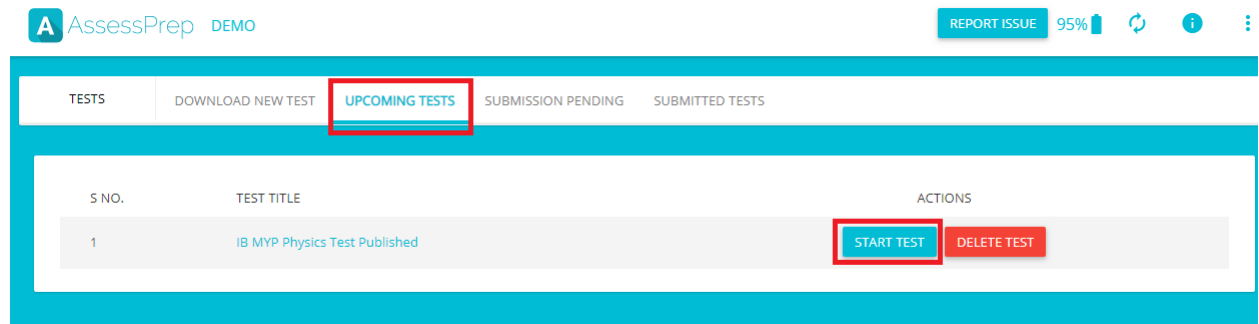 A AssessPrep DEMO REPORT ISSUE 95%
TESTS DOWNLOAD NEW TEST UPCOMING TESTS SUBMISSION PENDING SUBMITTED TESTS
S NO. TEST TITLE ACTIONS
1 IB MYP Physics Test Published START TEST DELETE TEST